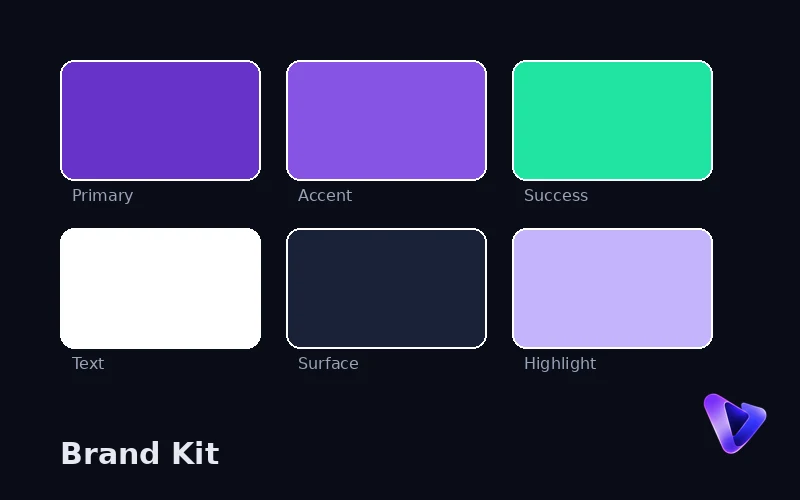 Primary
Accent
Success
Text
Surface
Highlight
Brand Kit